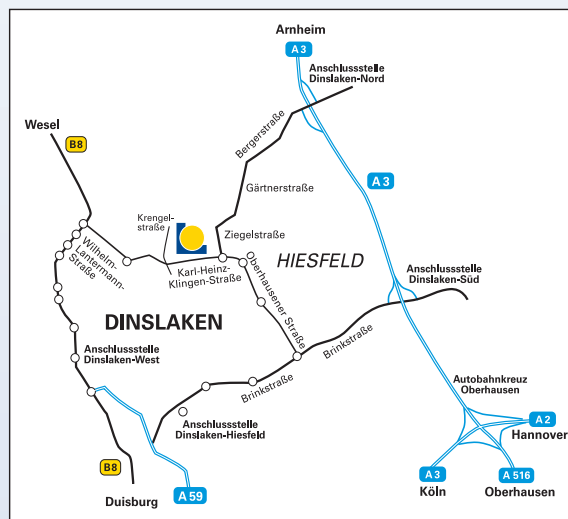 Arnheim
A 3
Anschlussstelle
Dinslaken-Nord
Wesel
B8
Bergerstraße
A 3
Gärtnerstraße
Krengel-
straße
Ziegelstraße
Wilhelm-
Lantermann-
Straße
Karl-Heinz-
Klingen-Straße
Oberhausener Straße
HIESFELD
Anschlussstelle
Dinslaken-Süd
DINSLAKEN
Anschlussstelle
Dinslaken-West
Brinkstraße
Brinkstraße
Autobahnkreuz
Oberhausen
Anschlussstelle
Dinslaken-Hiesfeld
A 2
Hannover
B8
Duisburg
A 59
A 3
Köln
A 516
Oberhausen